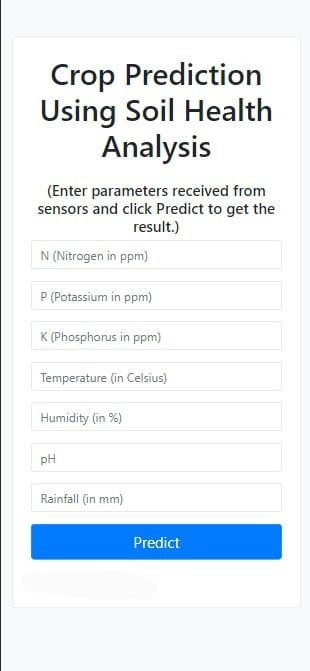 Crop Prediction
Using Soil Health
Analysis
(Enter parameters received from
sensors and click Predict to get the
result.)
N (Nitrogen in ppm)
P (Potassium in ppm)
K (Phosphorus in ppm)
Temperature (in Celsius)
Humidity (in %)
pH
Rainfall (in mm)
Predict